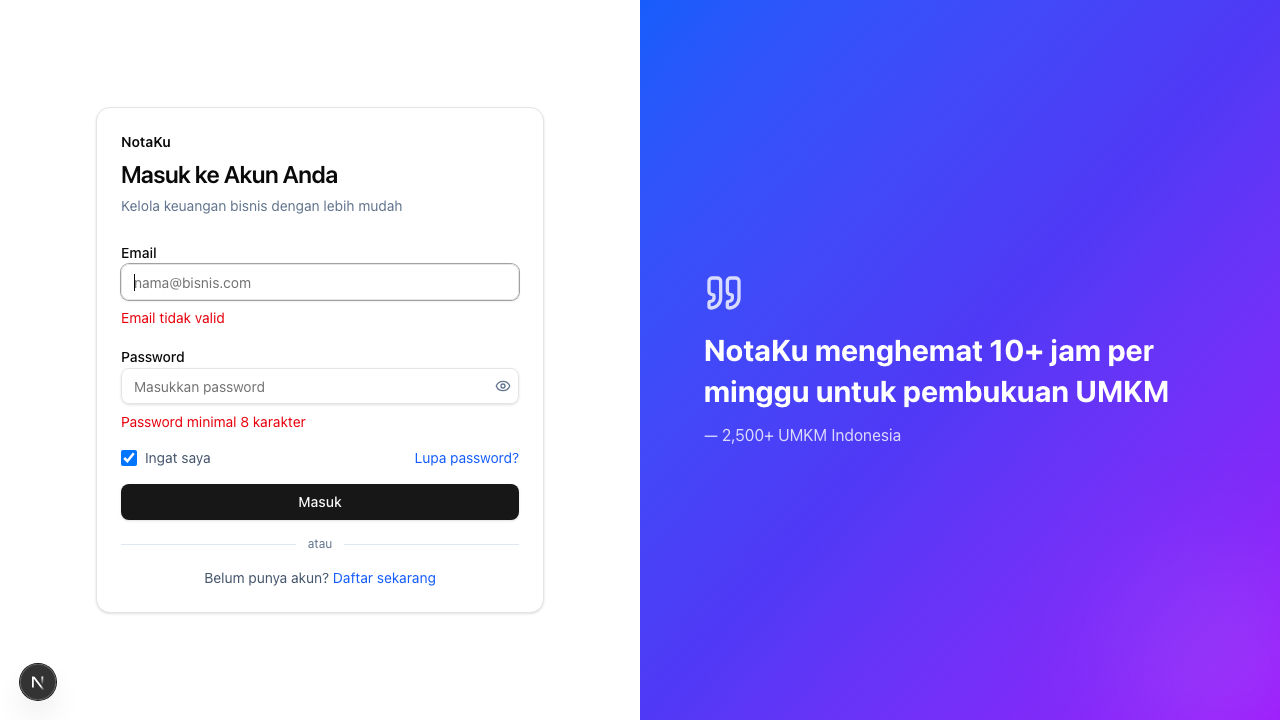 NotaKu
Masuk ke Akun Anda
Kelola keuangan bisnis dengan lebih mudah
Email
nama@bisnis.com
Email tidak valid
Password
Masukkan password
Password minimal 8 karakter
Ingat saya
Lupa password?
Masuk
atau
Belum punya akun? Daftar sekarang
N
NotaKu menghemat 10+ jam per
minggu untuk pembukuan UMKM
— 2,500+ UMKM Indonesia